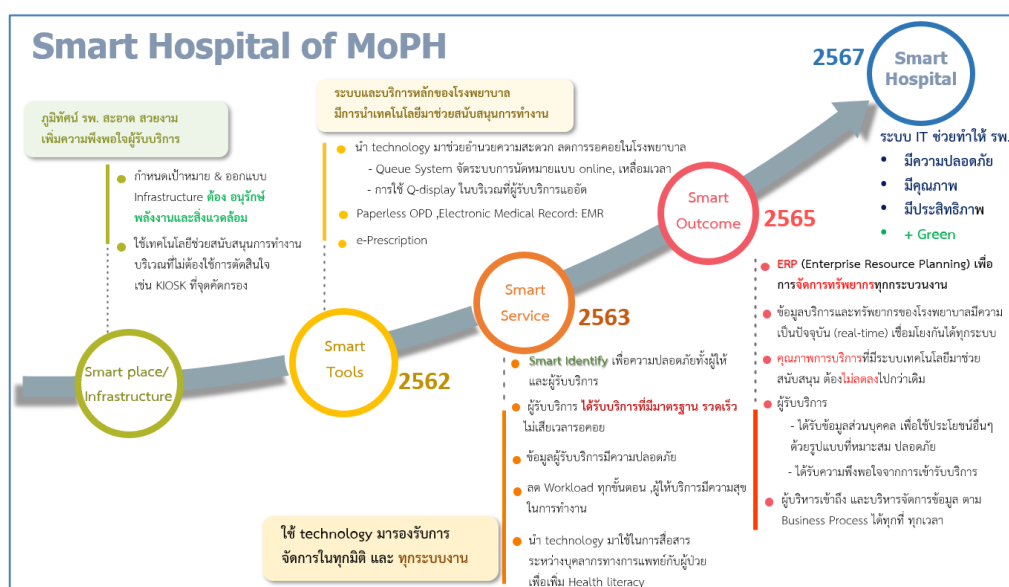 Smart Hospital of MoPH
ภูมิทัศน์ รพ. สะอาด สวยงาม
เพิ่มความพึงพอใจผู้รับบริการ
กำหนดเป้าหมาย & ออกแบบ
Infrastructure ต้อง อนุรักษ์
พลังงานและสิ่งแวดล้อม
ใช้เทคโนโลยีช่วยสนับสนุนการทำงาน
บริเวณที่ไม่ต้องใช้การตัดสินใจ
เช่น KIOSK ที่จุดคัดกรอง
Smart place/
Infrastructure
ระบบและบริการหลักของโรงพยาบาล
มีการนำเทคโนโลยีมาช่วยสนับสนุนการทำงาน
นำ technology มาช่วยอำนวยความสะดวก ลดการรอคอยในโรงพยาบาล
- Queue System จัดระบบการนัดหมายแบบ online, เหลื่อมเวลา
- การใช้ Q-display ในบริเวณที่ผู้รับบริการแออัด
Paperless OPD ,Electronic Medical Record: EMR
e-Prescription
Smart
Tools
2562
Smart
Service
2563
Smart Identify เพื่อความปลอดภัยทั้งผู้ให้
และผู้รับบริการ
ผู้รับบริการ ได้รับบริการที่มีมาตรฐาน รวดเร็ว
ไม่เสียเวลารอคอย
ข้อมูลผู้รับบริการมีความปลอดภัย
ลด Workload ทุกขั้นตอน ,ผู้ให้บริการมีความสุข
ในการทำงาน
นำ technology มาใช้ในการสื่อสาร
ระหว่างบุคลากรทางการแพทย์กับผู้ป่วย
เพื่อเพิ่ม Health literacy
ใช้ technology มารองรับการ
จัดการในทุกมิติ และ ทุกระบบงาน
Smart
Outcome
2565
ERP (Enterprise Resource Planning) เพื่อ
การจัดการทรัพยากรทุกกระบวนงาน
ข้อมูลบริการและทรัพยากรของโรงพยาบาลมีความ
เป็นปัจจุบัน (real-time) เชื่อมโยงกันได้ทุกระบบ
คุณภาพการบริการที่มีระบบเทคโนโลยีมาช่วย
สนับสนุน ต้องไม่ลดลงไปกว่าเดิม
ผู้รับบริการ
- ได้รับข้อมูลส่วนบุคคล เพื่อใช้ประโยชน์อื่นๆ
ด้วยรูปแบบที่หมาะสม ปลอดภัย
- ได้รับความพึงพอใจจากการเข้ารับบริการ
ผู้บริหารเข้าถึง และบริหารจัดการข้อมูล ตาม
Business Process ได้ทุกที่ ทุกเวลา
2567
Smart
Hospital
ระบบ IT ช่วยทำให้ รพ.
มีความปลอดภัย
มีคุณภาพ
มีประสิทธิภาพ
+ Green